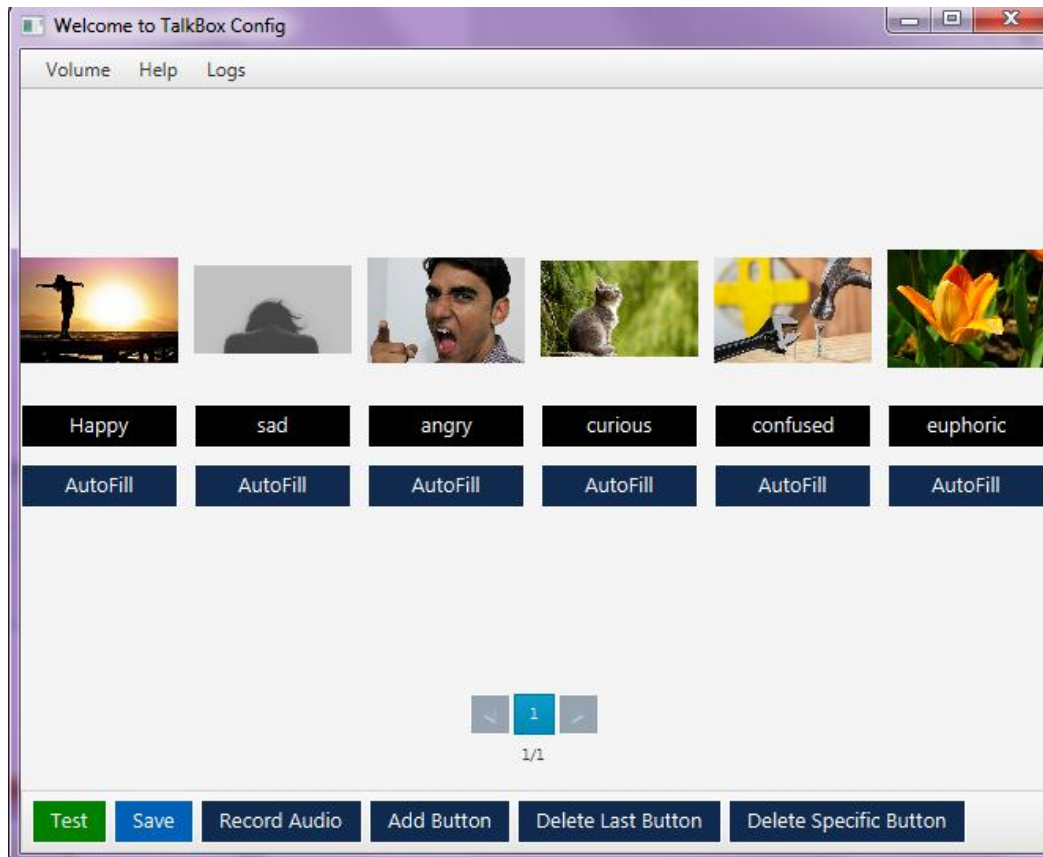 Welcome to TalkBox Config
Volume Help Logs
Happy sad angry curious confused euphoric
AutoFill AutoFill AutoFill AutoFill AutoFill AutoFill
1
1/1
Test Save Record Audio Add Button Delete Last Button Delete Specific Button